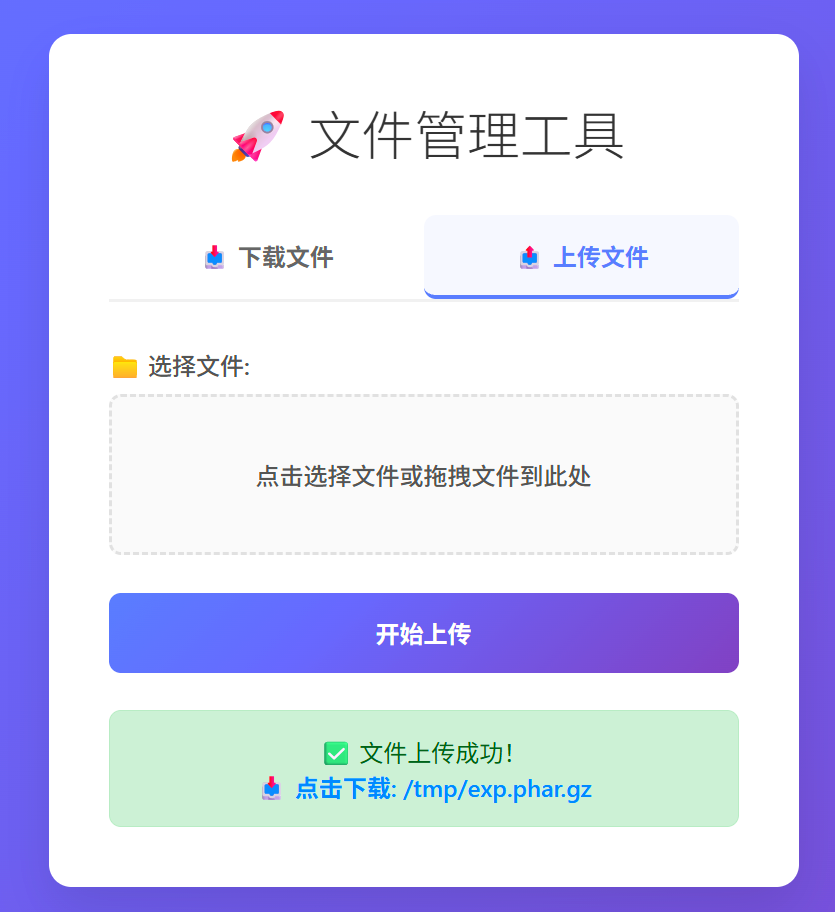 🚀 文件管理工具
📥 下载文件
📤 上传文件
📁 选择文件:
点击选择文件或拖拽文件到此处
开始上传
✅ 文件上传成功！
📥 点击下载: /tmp/exp.phar.gz